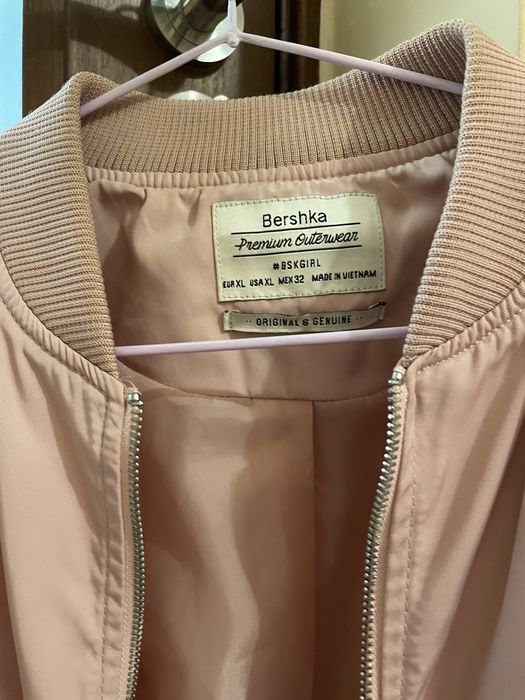 Bershka
Premium Outerwear
#BSKGIRL
EUR XL USA XL MEX 32 MADE IN VIETNAM
·· ORIGINAL & GENUINE ··